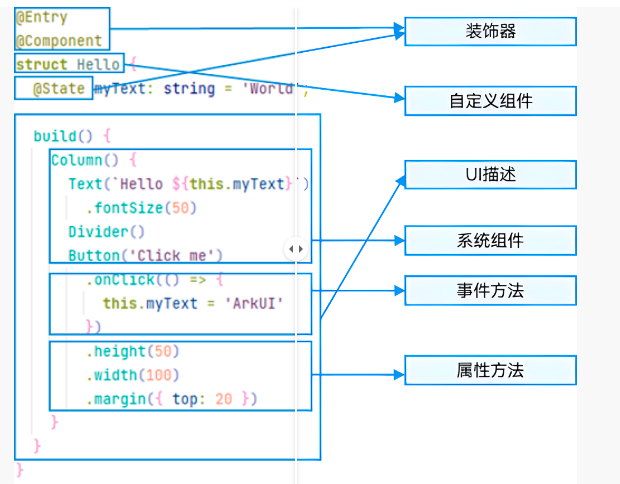 @Entry
@Component
struct Hello {
@State myText: string = 'World';
build() {
Column() {
Text(`Hello ${this.myText}`)
.fontSize(50)
Divider()
Button('Click me')
.onClick(() => {
this.myText = 'ArkUI'
})
.height(50)
.width(100)
.margin({ top: 20 })
}
}
}
装饰器
自定义组件
UI描述
系统组件
事件方法
属性方法